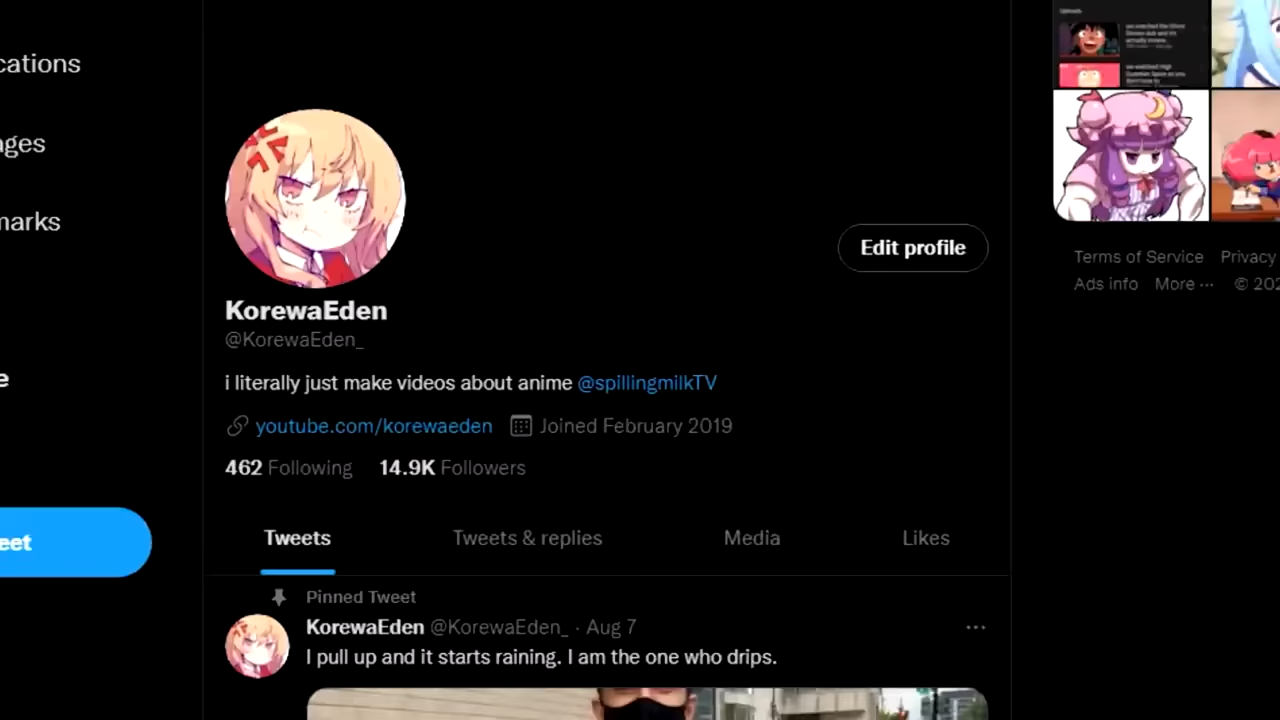 cations
ages
marks
e
eet
Edit profile
KorewaEden
@KorewaEden_
i literally just make videos about anime @spillingmilkTV
youtube.com/korewaeden Joined February 2019
462 Following 14.9K Followers
Tweets Tweets & replies Media Likes
Pinned Tweet
KorewaEden @KorewaEden_ · Aug 7 ···
I pull up and it starts raining. I am the one who drips.
Terms of Service Privacy
Ads info More ··· © 202